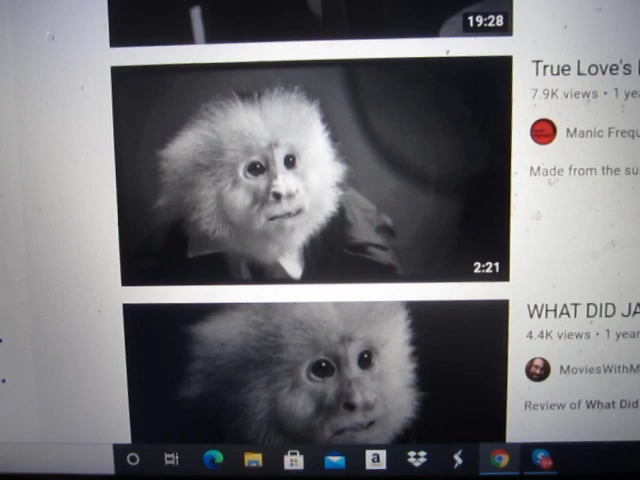 19:28
True Love's
7.9K views • 1 yea
Manic Frequ
Made from the su
2:21
WHAT DID JA
4.4K views • 1 year
MoviesWithM
Review of What Did
a